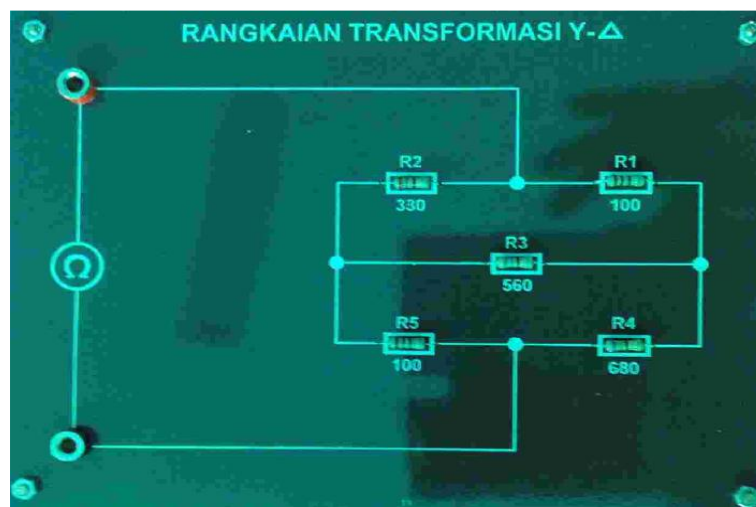 RANGKAIAN TRANSFORMASI Y-Δ
R2
R1
330
100
R3
Ω
560
R5
R4
100
680